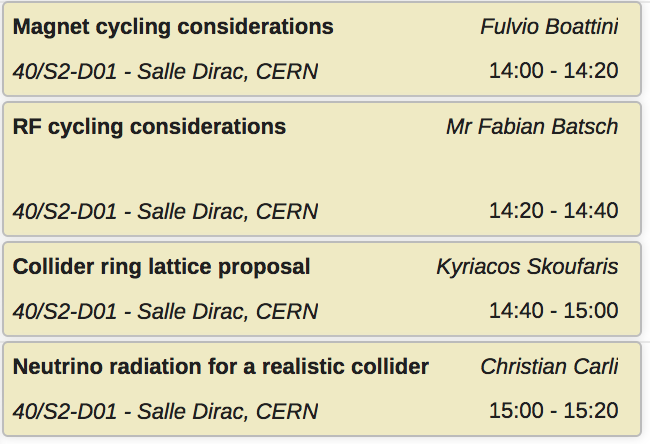 Magnet cycling considerations Fulvio Boattini
40/S2-D01 - Salle Dirac, CERN 14:00 - 14:20
RF cycling considerations Mr Fabian Batsch
40/S2-D01 - Salle Dirac, CERN 14:20 - 14:40
Collider ring lattice proposal Kyriacos Skoufaris
40/S2-D01 - Salle Dirac, CERN 14:40 - 15:00
Neutrino radiation for a realistic collider Christian Carli
40/S2-D01 - Salle Dirac, CERN 15:00 - 15:20